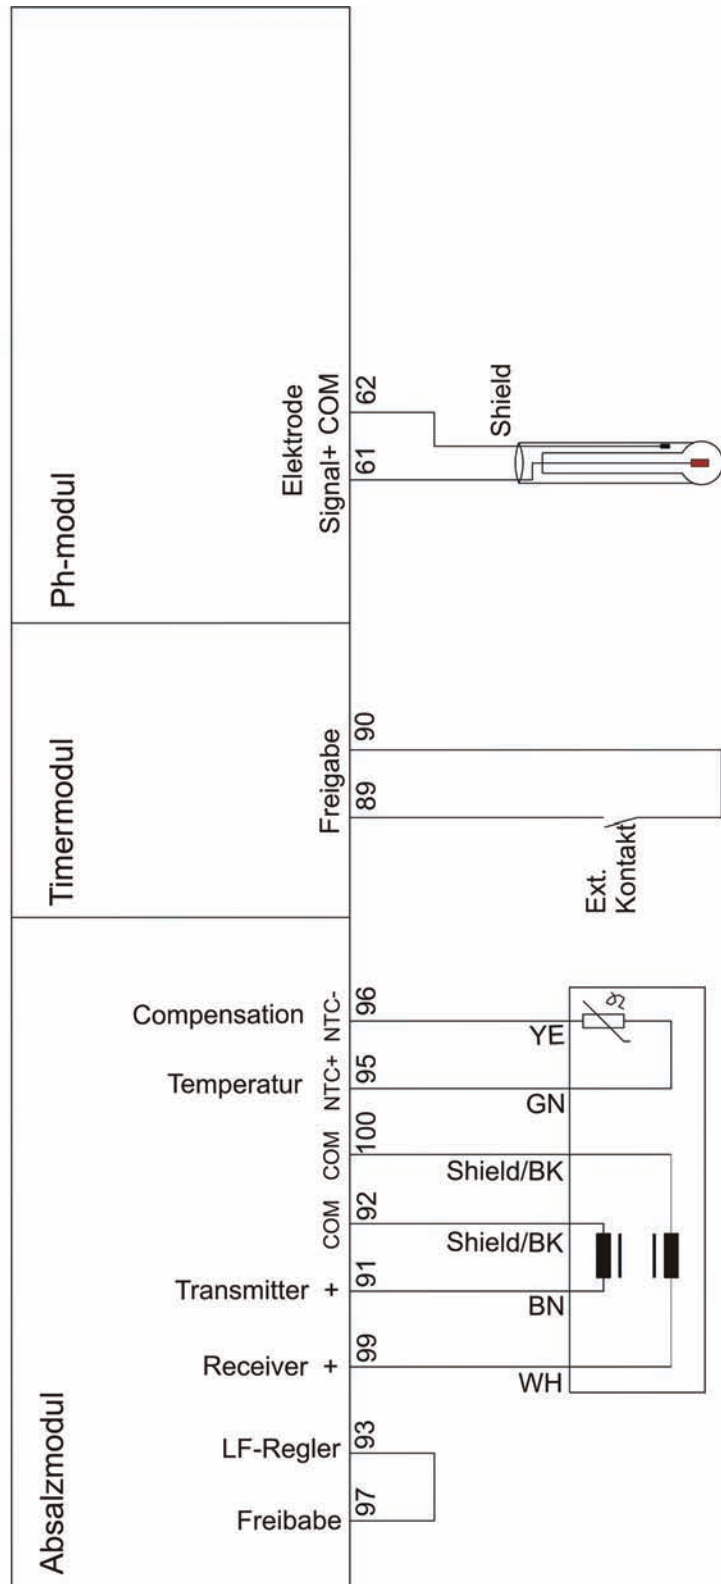 Ph-modul
Elektrode
Signal+ COM
61 62
Shield
Timermodul
Freigabe
89 90
Ext.
Kontakt
Absalzmodul
Compensation NTC- 96
YE
Temperatur NTC+ 95
GN
COM 100
Shield/BK
COM 92
Shield/BK
Transmitter + 91
BN
Receiver + 99
WH
LF-Regler 93
Freibabe 97